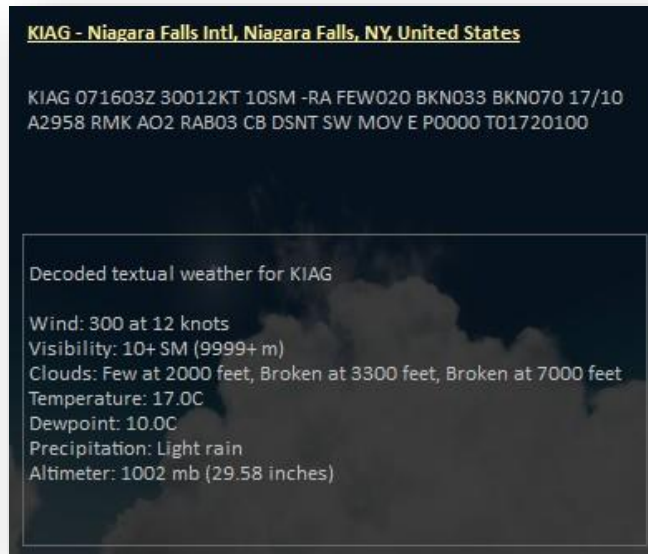 KIAG - Niagara Falls Intl, Niagara Falls, NY, United States
KIAG 071603Z 30012KT 10SM -RA FEW020 BKN033 BKN070 17/10
A2958 RMK AO2 RAB03 CB DSNT SW MOV E P0000 T01720100
Decoded textual weather for KIAG
Wind: 300 at 12 knots
Visibility: 10+ SM (9999+ m)
Clouds: Few at 2000 feet, Broken at 3300 feet, Broken at 7000 feet
Temperature: 17.0C
Dewpoint: 10.0C
Precipitation: Light rain
Altimeter: 1002 mb (29.58 inches)